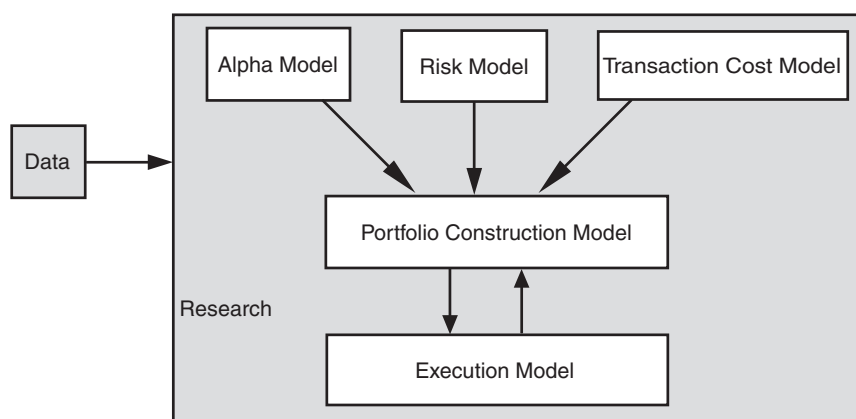 Alpha Model
Risk Model
Transaction Cost Model
Data
Portfolio Construction Model
Research
Execution Model